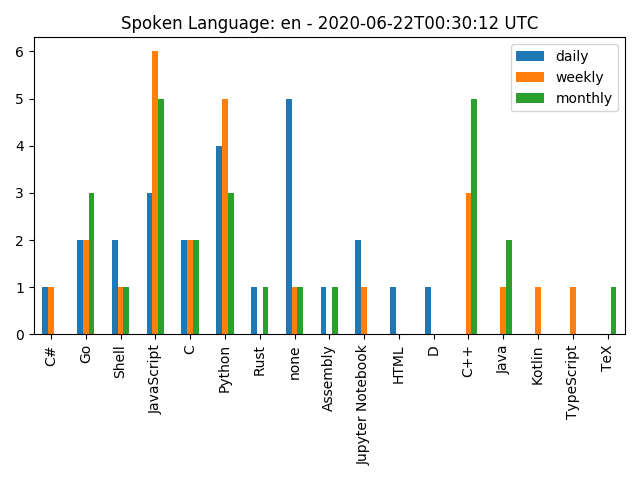 Spoken Language: en - 2020-06-22T00:30:12 UTC
daily
weekly
monthly
6
5
4
3
2
1
0
C#
Go
Shell
JavaScript
C
Python
Rust
none
Assembly
Jupyter Notebook
HTML
D
C++
Java
Kotlin
TypeScript
TeX